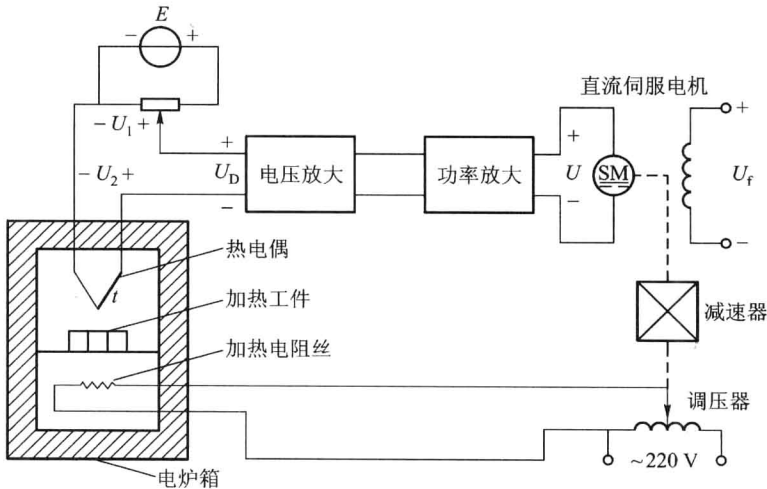 E
− +
− U₁ +
− U₂ +
+
U_D
−
电压放大
功率放大
+
U
−
直流伺服电机
SM
+
U_f
−
热电偶
t
加热工件
加热电阻丝
减速器
调压器
~220 V
电炉箱